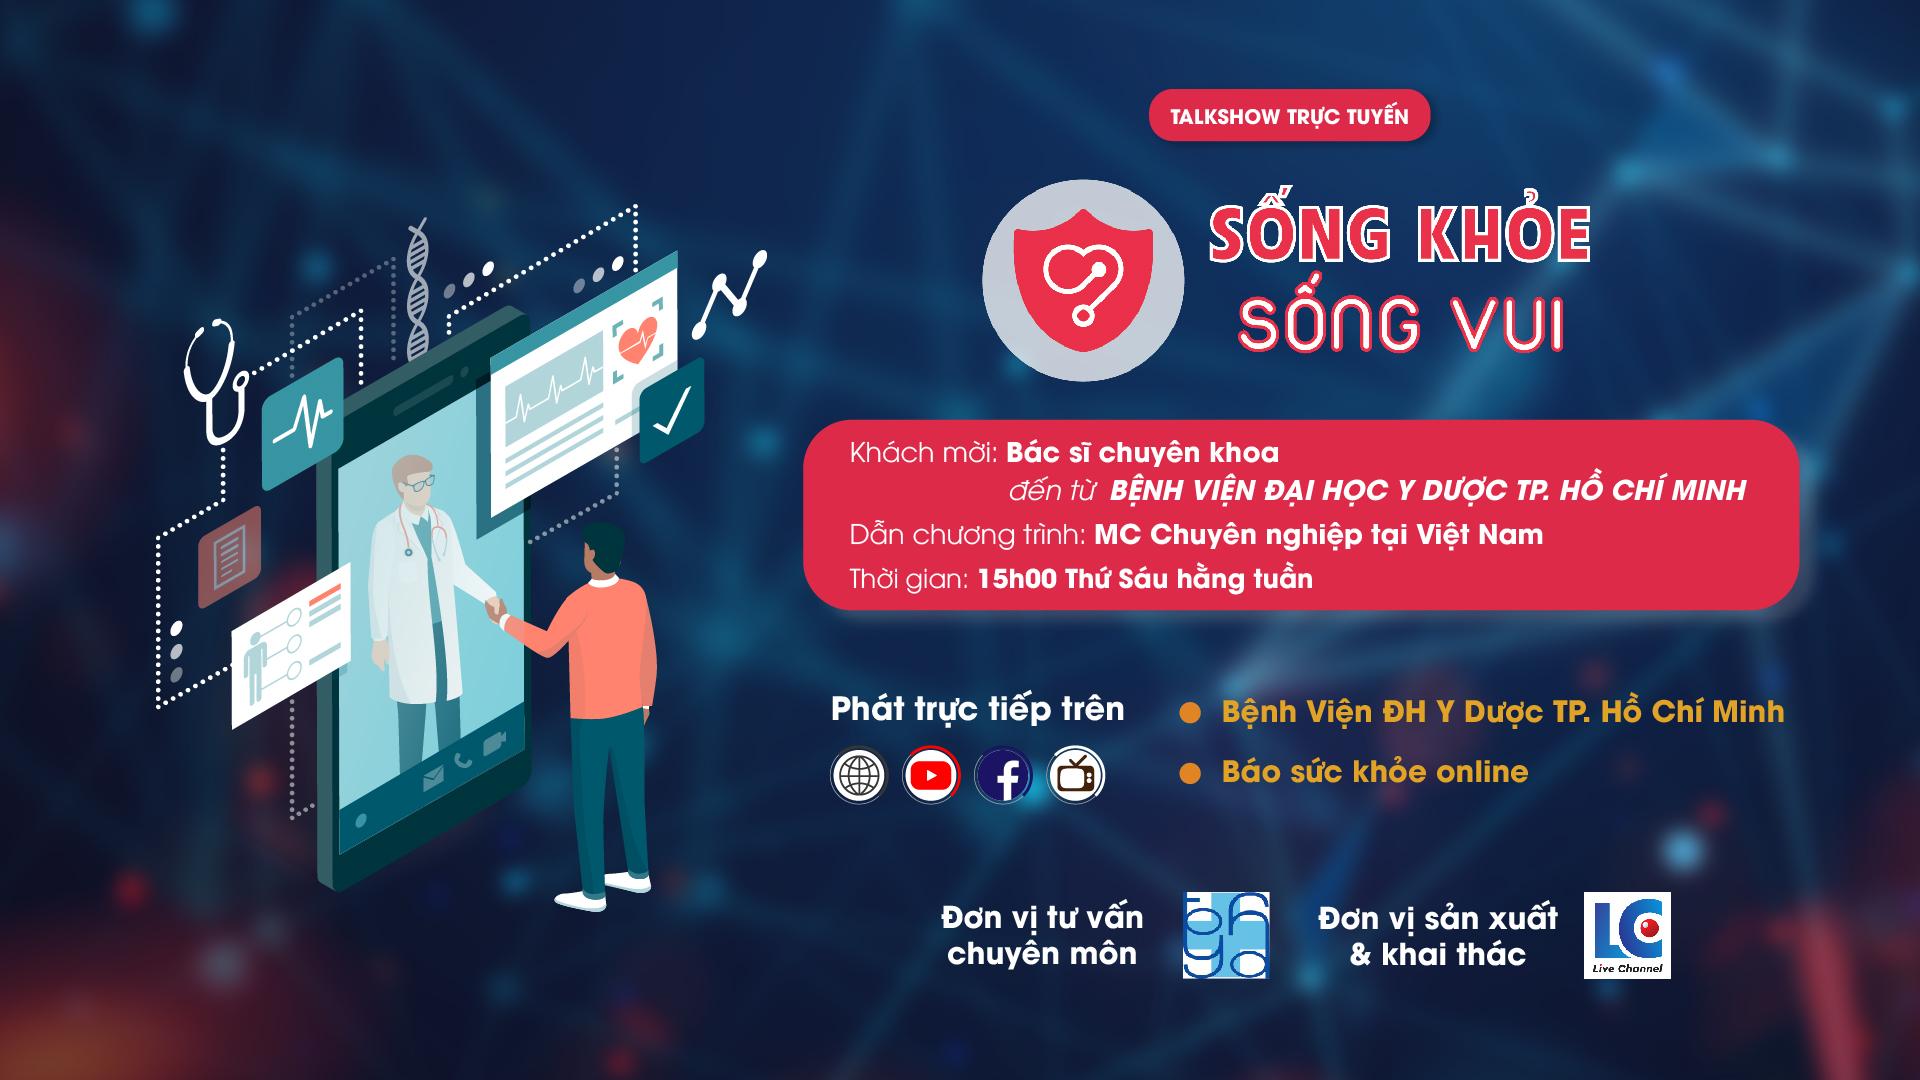 TALKSHOW TRỰC TUYẾN
SỐNG KHỎE
SỐNG VUI
Khách mời: Bác sĩ chuyên khoa
đến từ BỆNH VIỆN ĐẠI HỌC Y DƯỢC TP. HỒ CHÍ MINH
Dẫn chương trình: MC Chuyên nghiệp tại Việt Nam
Thời gian: 15h00 Thứ Sáu hằng tuần
Phát trực tiếp trên
Bệnh Viện ĐH Y Dược TP. Hồ Chí Minh
Báo sức khỏe online
Đơn vị tư vấn
chuyên môn
Đơn vị sản xuất
& khai thác
LC
Live Channel